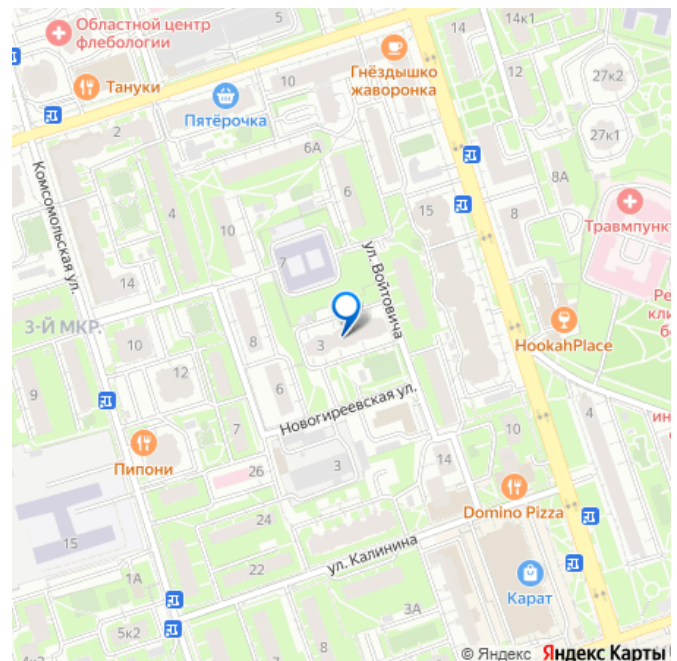 Областной центр
флебологии
5
14
14к1
Гнёздышко
жаворонка
12
27к2
Тануки
10
Пятёрочка
2
6А
27к1
Комсомольская ул.
4
10
6
15
8А
8
Травмпункт
ул. Войтовича
7
14
3-Й МКР.
8
3
HookahPlace
Ре
кли
б
10
12
9
6
Новогиреевская ул.
7
4
ин
10
Пипони
26
3
14
Domino Pizza
15
24
ул. Калинина
22
1А
Карат
3А
5к2
© Яндекс Яндекс Карты